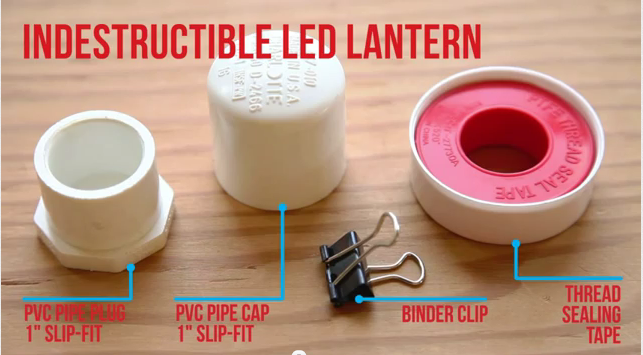 INDESTRUCTIBLE LED LANTERN
U.S.A.
PTFE THREAD SEAL TAPE
PVC PIPE PLUG
1" SLIP-FIT
PVC PIPE CAP
1" SLIP-FIT
BINDER CLIP
THREAD
SEALING
TAPE